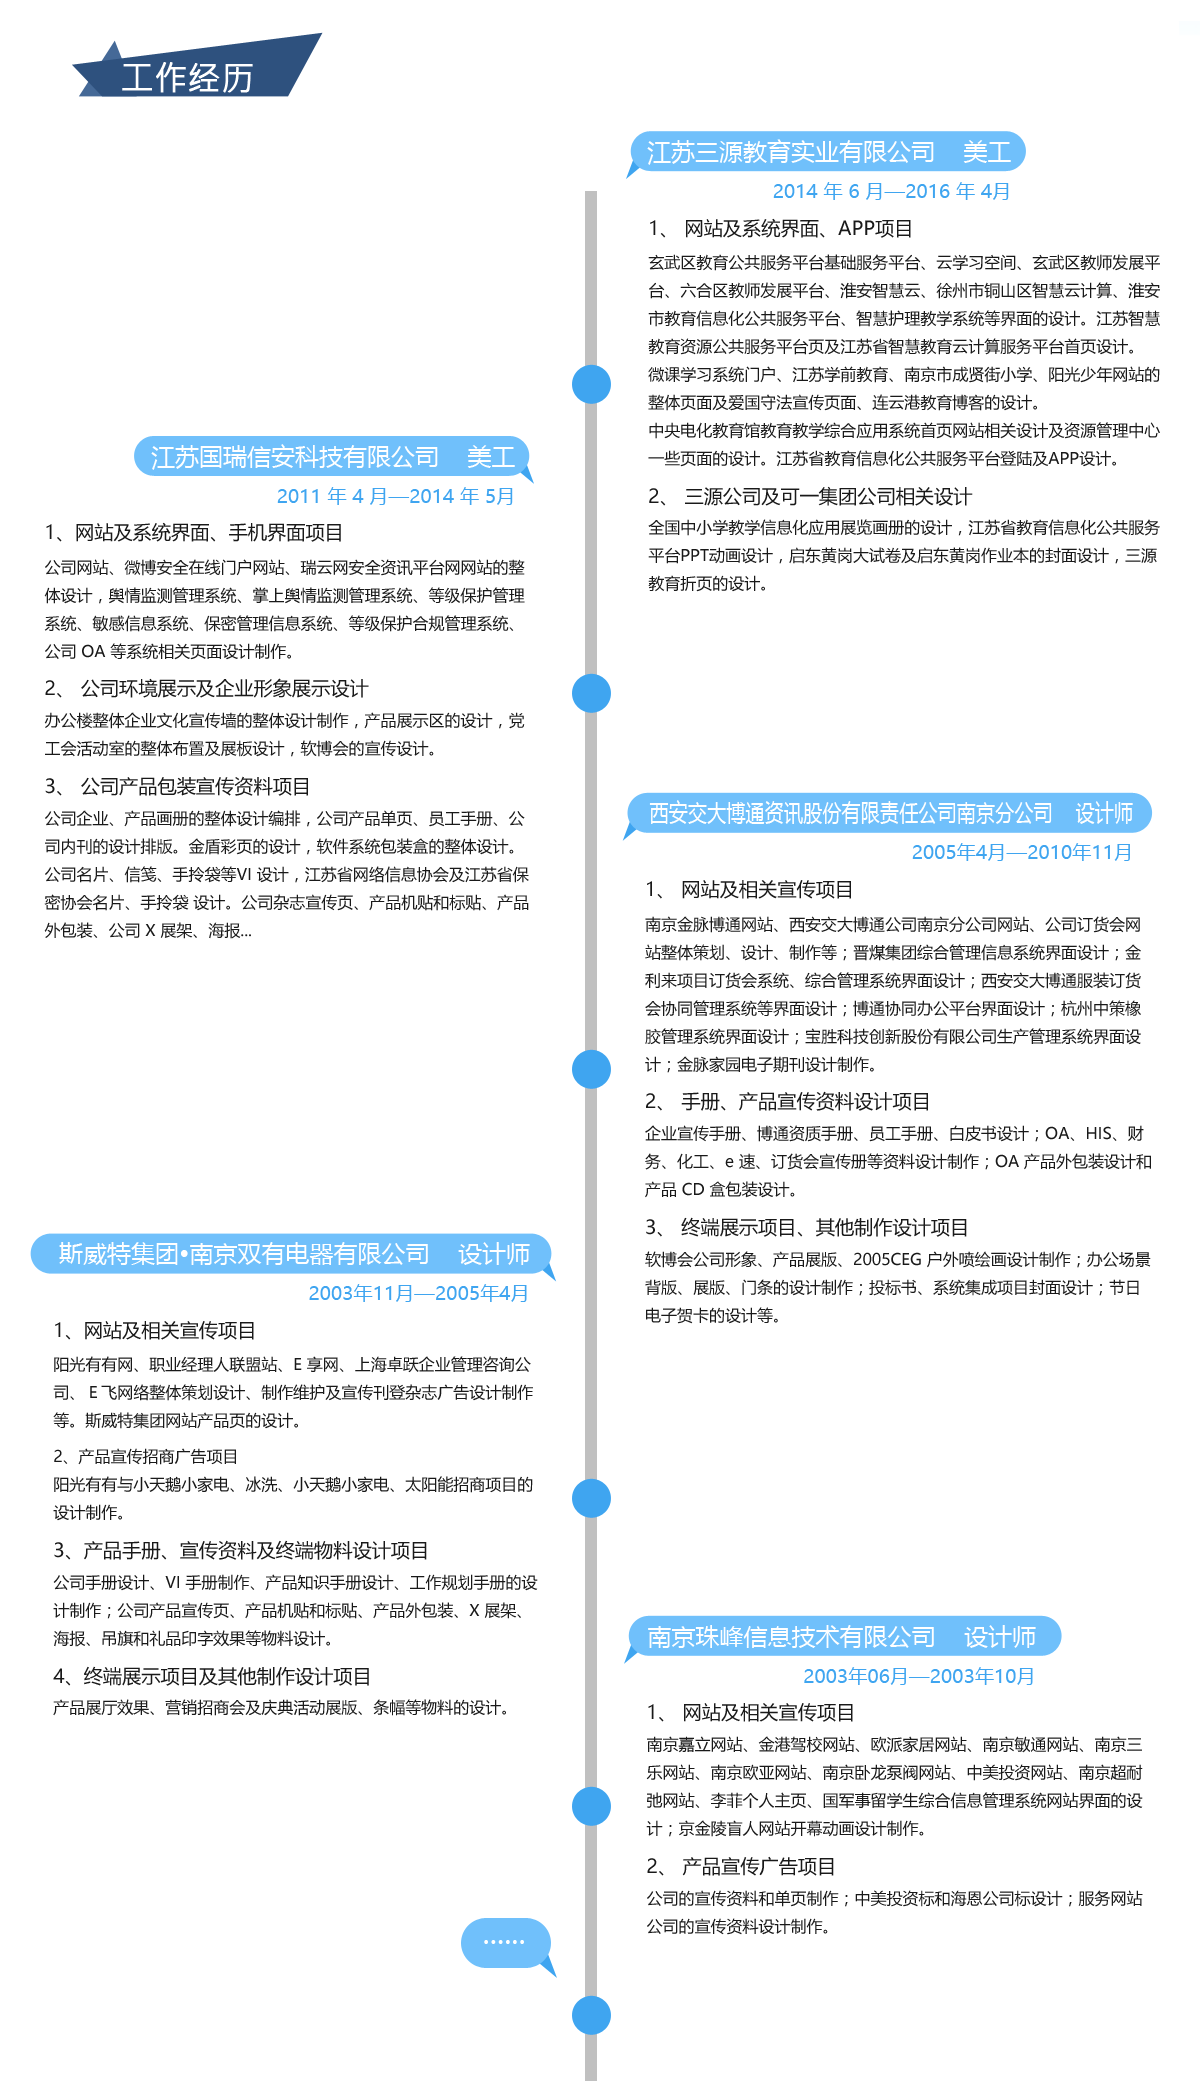 工作经历
江苏三源教育实业有限公司 美工
2014 年 6 月—2016 年 4月
1、 网站及系统界面、APP项目
玄武区教育公共服务平台基础服务平台、云学习空间、玄武区教师发展平
台、六合区教师发展平台、淮安智慧云、徐州市铜山区智慧云计算、淮安
市教育信息化公共服务平台、智慧护理教学系统等界面的设计。江苏智慧
教育资源公共服务平台页及江苏省智慧教育云计算服务平台首页设计。
微课学习系统门户、江苏学前教育、南京市成贤街小学、阳光少年网站的
整体页面及爱国守法宣传页面、连云港教育博客的设计。
中央电化教育馆教育教学综合应用系统首页网站相关设计及资源管理中心
一些页面的设计。江苏省教育信息化公共服务平台登陆及APP设计。
2、 三源公司及可一集团公司相关设计
全国中小学教学信息化应用展览画册的设计，江苏省教育信息化公共服务
平台PPT动画设计，启东黄岗大试卷及启东黄岗作业本的封面设计，三源
教育折页的设计。
江苏国瑞信安科技有限公司 美工
2011 年 4 月—2014 年 5月
1、网站及系统界面、手机界面项目
公司网站、微博安全在线门户网站、瑞云网安全资讯平台网网站的整
体设计，舆情监测管理系统、掌上舆情监测管理系统、等级保护管理
系统、敏感信息系统、保密管理信息系统、等级保护合规管理系统、
公司 OA 等系统相关页面设计制作。
2、 公司环境展示及企业形象展示设计
办公楼整体企业文化宣传墙的整体设计制作，产品展示区的设计，党
工会活动室的整体布置及展板设计，软博会的宣传设计。
3、 公司产品包装宣传资料项目
公司企业、产品画册的整体设计编排，公司产品单页、员工手册、公
司内刊的设计排版。金盾彩页的设计，软件系统包装盒的整体设计。
公司名片、信笺、手拎袋等VI 设计，江苏省网络信息协会及江苏省保
密协会名片、手拎袋 设计。公司杂志宣传页、产品机贴和标贴、产品
外包装、公司 X 展架、海报...
西安交大博通资讯股份有限责任公司南京分公司 设计师
2005年4月—2010年11月
1、 网站及相关宣传项目
南京金脉博通网站、西安交大博通公司南京分公司网站、公司订货会网
站整体策划、设计、制作等；晋煤集团综合管理信息系统界面设计；金
利来项目订货会系统、综合管理系统界面设计；西安交大博通服装订货
会协同管理系统等界面设计；博通协同办公平台界面设计；杭州中策橡
胶管理系统界面设计；宝胜科技创新股份有限公司生产管理系统界面设
计；金脉家园电子期刊设计制作。
2、 手册、产品宣传资料设计项目
企业宣传手册、博通资质手册、员工手册、白皮书设计；OA、HIS、财
务、化工、e 速、订货会宣传册等资料设计制作；OA 产品外包装设计和
产品 CD 盒包装设计。
3、 终端展示项目、其他制作设计项目
软博会公司形象、产品展版、2005CEG 户外喷绘画设计制作；办公场景
背版、展版、门条的设计制作；投标书、系统集成项目封面设计；节日
电子贺卡的设计等。
斯威特集团•南京双有电器有限公司 设计师
2003年11月—2005年4月
1、网站及相关宣传项目
阳光有有网、职业经理人联盟站、E 享网、上海卓跃企业管理咨询公
司、 E 飞网络整体策划设计、制作维护及宣传刊登杂志广告设计制作
等。斯威特集团网站产品页的设计。
2、产品宣传招商广告项目
阳光有有与小天鹅小家电、冰洗、小天鹅小家电、太阳能招商项目的
设计制作。
3、产品手册、宣传资料及终端物料设计项目
公司手册设计、VI 手册制作、产品知识手册设计、工作规划手册的设
计制作；公司产品宣传页、产品机贴和标贴、产品外包装、X 展架、
海报、吊旗和礼品印字效果等物料设计。
4、终端展示项目及其他制作设计项目
产品展厅效果、营销招商会及庆典活动展版、条幅等物料的设计。
南京珠峰信息技术有限公司 设计师
2003年06月—2003年10月
1、 网站及相关宣传项目
南京嘉立网站、金港驾校网站、欧派家居网站、南京敏通网站、南京三
乐网站、南京欧亚网站、南京卧龙泵阀网站、中美投资网站、南京超耐
弛网站、李菲个人主页、国军事留学生综合信息管理系统网站界面的设
计；京金陵盲人网站开幕动画设计制作。
2、 产品宣传广告项目
公司的宣传资料和单页制作；中美投资标和海恩公司标设计；服务网站
公司的宣传资料设计制作。
······